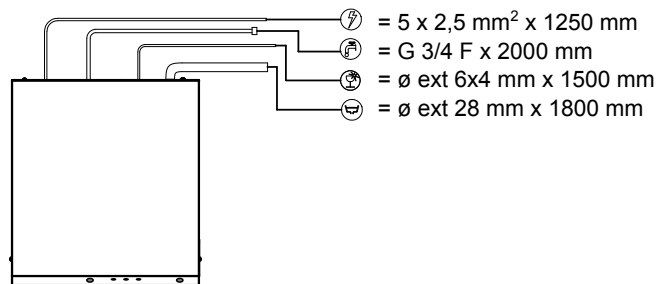 = 5 x 2,5 mm² x 1250 mm
= G 3/4 F x 2000 mm
= ø ext 6x4 mm x 1500 mm
= ø ext 28 mm x 1800 mm